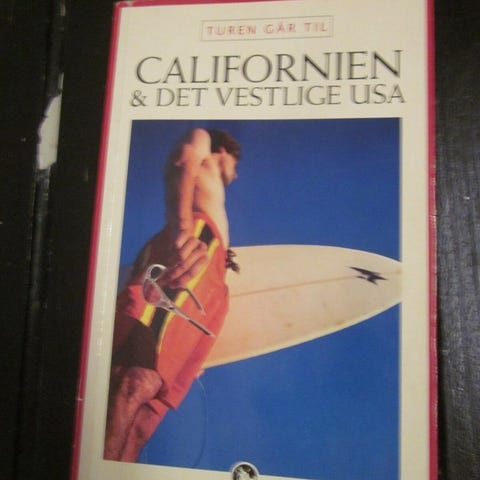 TUREN GÅR TIL
CALIFORNIEN
& DET VESTLIGE USA